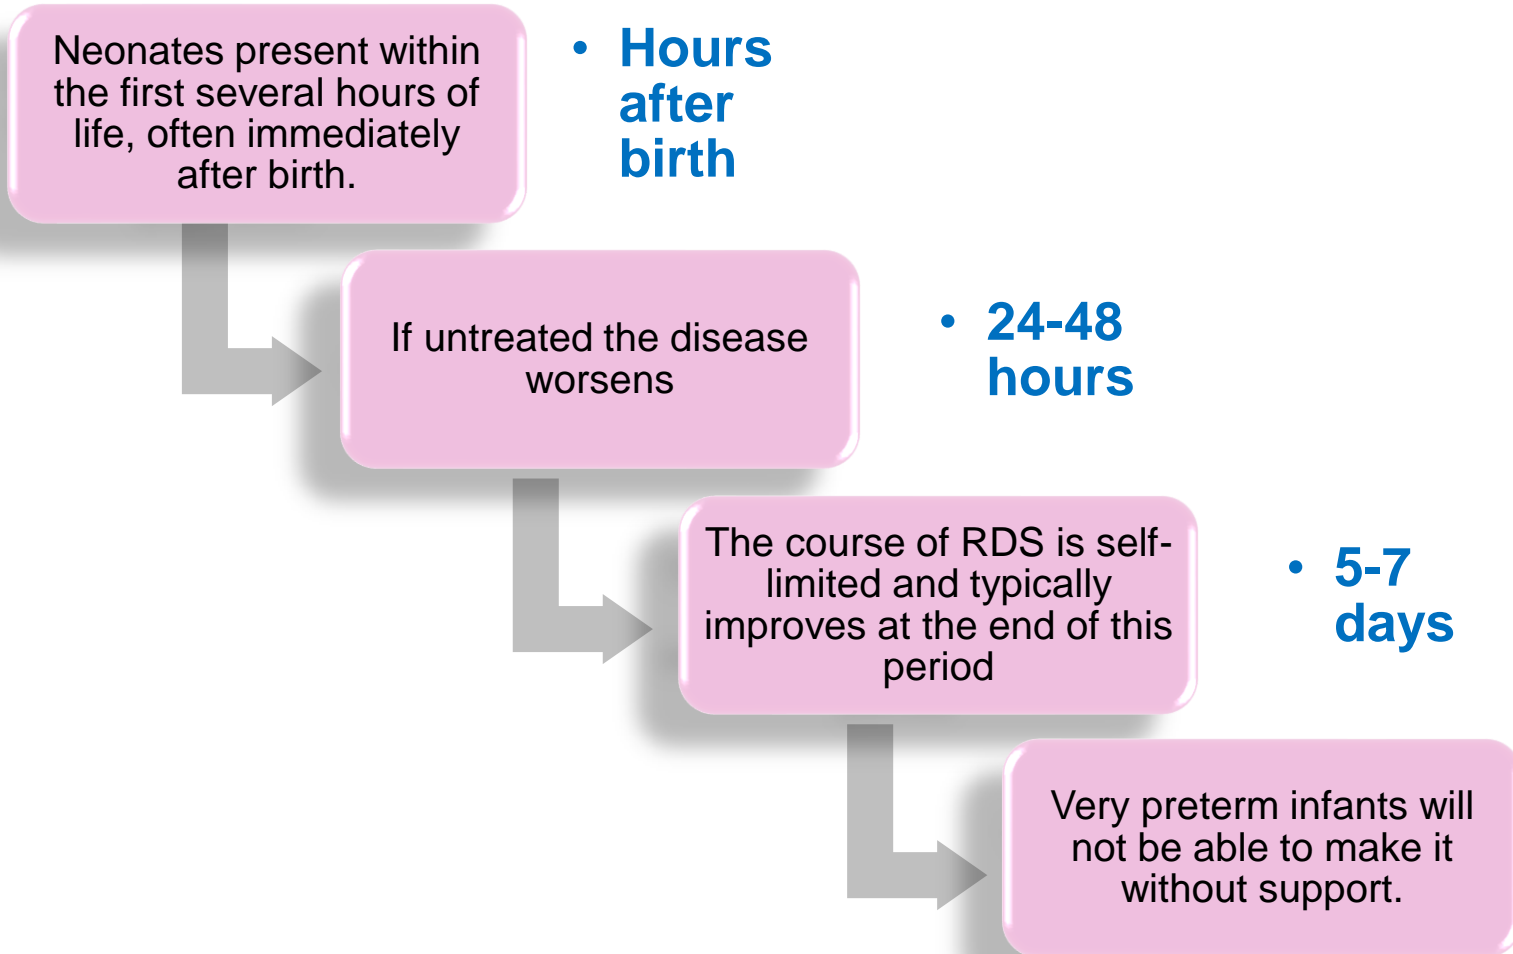 Neonates present within
the first several hours of
life, often immediately
after birth.
• Hours
after
birth
If untreated the disease
worsens
• 24-48
hours
The course of RDS is self-
limited and typically
improves at the end of this
period
• 5-7
days
Very preterm infants will
not be able to make it
without support.